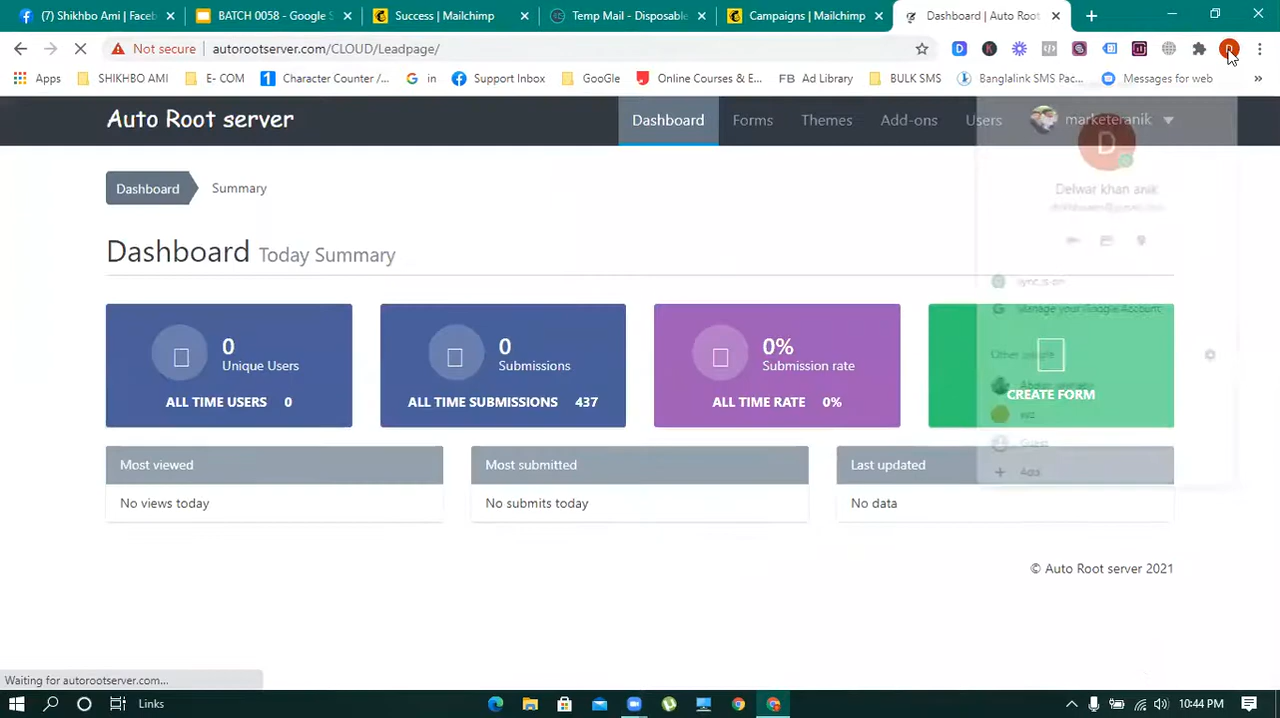 (7) Shikhbo Ami | Facebo
BATCH 0058 - Google S
Success | Mailchimp
Temp Mail - Disposable
Campaigns | Mailchimp
Dashboard | Auto Root
Not secure
autorootserver.com/CLOUD/Leadpage/
Apps
SHIKHBO AMI
E- COM
Character Counter /...
in
Support Inbox
GooGle
Online Courses & E...
FB Ad Library
BULK SMS
Banglalink SMS Pac...
Messages for web
Auto Root server
Dashboard
Forms
Themes
Add-ons
Users
marketeranik
D
Delwar khan anik
Manage your Google Account
Guest
Add
Dashboard
Summary
Dashboard Today Summary
0
Unique Users
ALL TIME USERS 0
0
Submissions
ALL TIME SUBMISSIONS 437
0%
Submission rate
ALL TIME RATE 0%
CREATE FORM
Most viewed
No views today
Most submitted
No submits today
Last updated
No data
© Auto Root server 2021
Waiting for autorootserver.com...
Links
10:44 PM